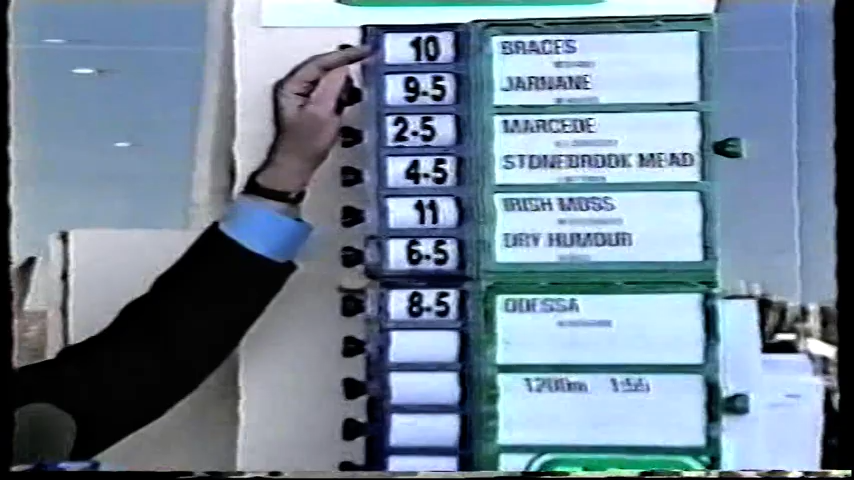 10 BRACES
9-5 JARNANE
2-5 MARCEDE
4-5 STONEBROOK MEAD
11 IRISH MOSS
6-5 DRY HUMOUR
8-5 ODESSA
1200m 1:55